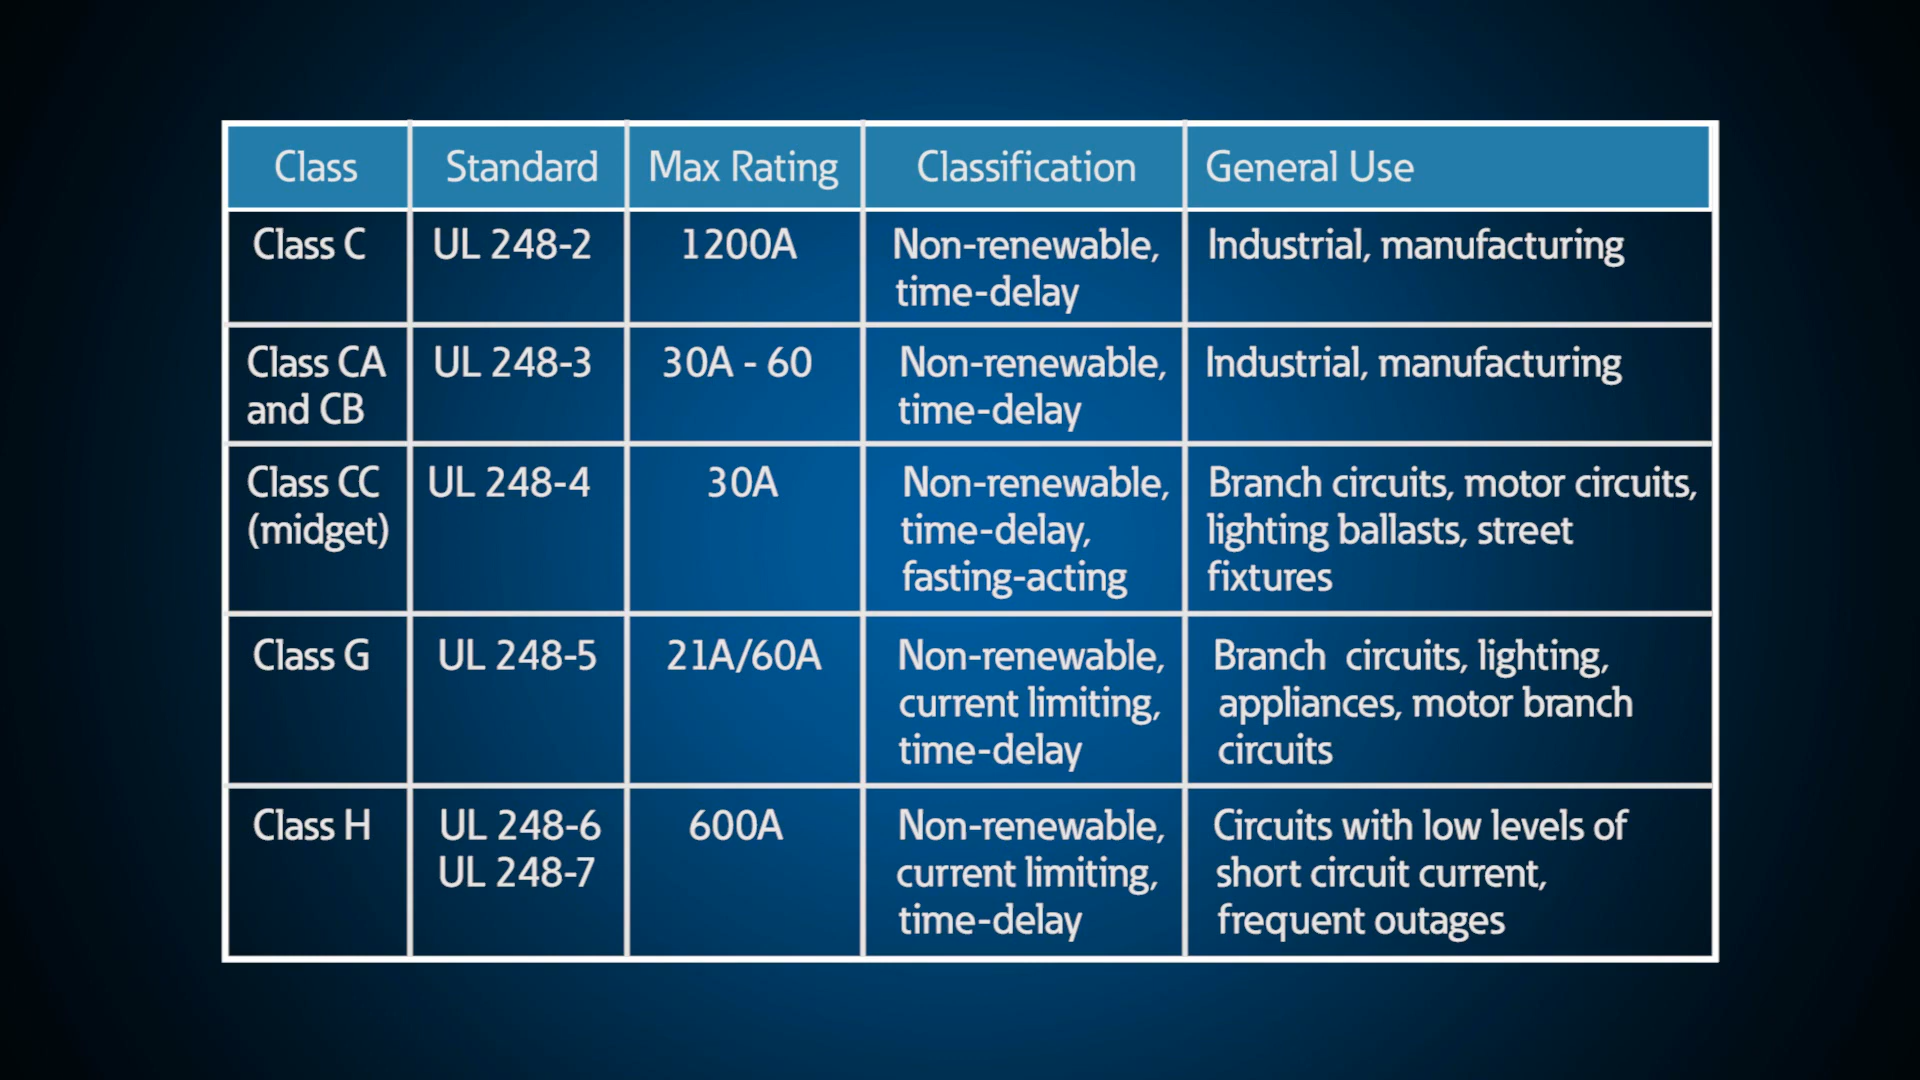 Class Standard Max Rating Classification General Use
Class C UL 248-2 1200A Non-renewable, Industrial, manufacturing
time-delay
Class CA UL 248-3 30A - 60 Non-renewable, Industrial, manufacturing
and CB time-delay
Class CC UL 248-4 30A Non-renewable, Branch circuits, motor circuits,
(midget) time-delay, lighting ballasts, street
fasting-acting fixtures
Class G UL 248-5 21A/60A Non-renewable, Branch circuits, lighting,
current limiting, appliances, motor branch
time-delay circuits
Class H UL 248-6 600A Non-renewable, Circuits with low levels of
UL 248-7 current limiting, short circuit current,
time-delay frequent outages